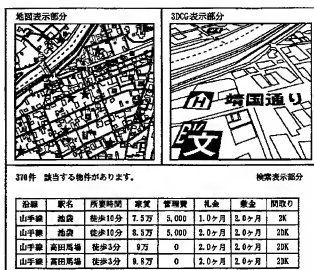 地図表示部分
3DCG表示部分
H 靖国通り
文
370件 該当する物件があります。 検索表示部分
沿線 駅名 所要時間 家賃 管理費 礼金 敷金 間取り
山手線 池袋 徒歩10分 7.5万 5,000 1.0ヶ月 2.0ヶ月 2K
山手線 池袋 徒歩10分 8.5万 5,000 2.0ヶ月 2.0ヶ月 2DK
山手線 高田馬場 徒歩3分 9万 0 2.0ヶ月 2.0ヶ月 2DK
山手線 高田馬場 徒歩3分 9.8万 0 2.0ヶ月 2.0ヶ月 2DK